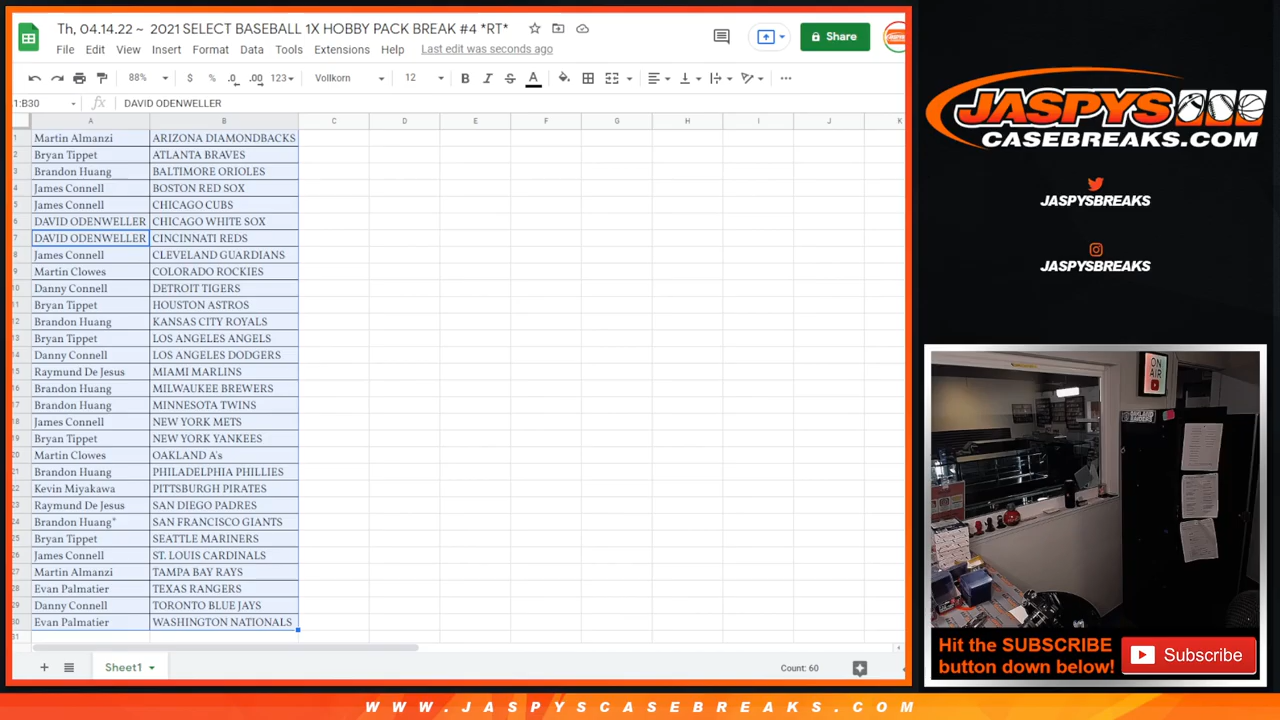 Th, 04.14.22 ~ 2021 SELECT BASEBALL 1X HOBBY PACK BREAK #4 *RT*
File Edit View Insert Format Data Tools Extensions Help Last edit was seconds ago
Share
88% $ % .0 .00 123 Vollkorn 12 B I S A
1:B30 fx DAVID ODENWELLER
A B C D E F G H I J K
1 Martin Almanzi ARIZONA DIAMONDBACKS
2 Bryan Tippet ATLANTA BRAVES
3 Brandon Huang BALTIMORE ORIOLES
4 James Connell BOSTON RED SOX
5 James Connell CHICAGO CUBS
6 DAVID ODENWELLER CHICAGO WHITE SOX
7 DAVID ODENWELLER CINCINNATI REDS
8 James Connell CLEVELAND GUARDIANS
9 Martin Clowes COLORADO ROCKIES
10 Danny Connell DETROIT TIGERS
11 Bryan Tippet HOUSTON ASTROS
12 Brandon Huang KANSAS CITY ROYALS
13 Bryan Tippet LOS ANGELES ANGELS
14 Danny Connell LOS ANGELES DODGERS
15 Raymund De Jesus MIAMI MARLINS
16 Brandon Huang MILWAUKEE BREWERS
17 Brandon Huang MINNESOTA TWINS
18 James Connell NEW YORK METS
19 Bryan Tippet NEW YORK YANKEES
20 Martin Clowes OAKLAND A's
21 Brandon Huang PHILADELPHIA PHILLIES
22 Kevin Miyakawa PITTSBURGH PIRATES
23 Raymund De Jesus SAN DIEGO PADRES
24 Brandon Huang* SAN FRANCISCO GIANTS
25 Bryan Tippet SEATTLE MARINERS
26 James Connell ST. LOUIS CARDINALS
27 Martin Almanzi TAMPA BAY RAYS
28 Evan Palmatier TEXAS RANGERS
29 Danny Connell TORONTO BLUE JAYS
30 Evan Palmatier WASHINGTON NATIONALS
31
Sheet1
Count: 60
JASPYS
CASEBREAKS.COM
JASPYSBREAKS
JASPYSBREAKS
ON
AIR
Hit the SUBSCRIBE
button down below!
Subscribe
WWW.JASPYSCASEBREAKS.COM